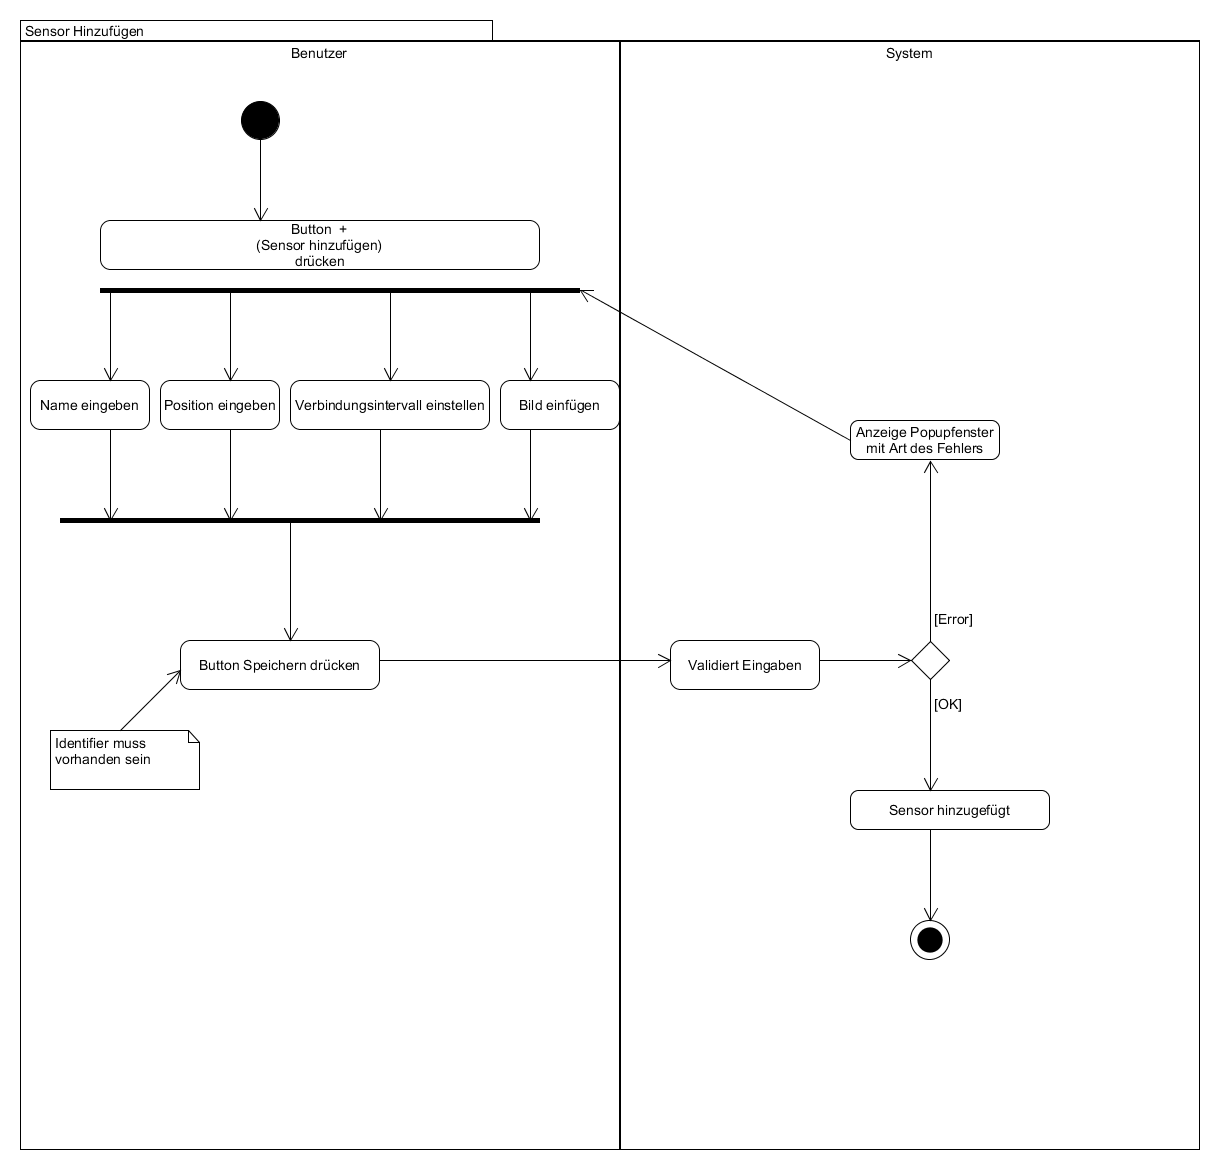 Sensor Hinzufügen
Benutzer
System
Button +
(Sensor hinzufügen)
drücken
Name eingeben
Position eingeben
Verbindungsintervall einstellen
Bild einfügen
Anzeige Popupfenster
mit Art des Fehlers
[Error]
Button Speichern drücken
Validiert Eingaben
[OK]
Identifier muss
vorhanden sein
Sensor hinzugefügt